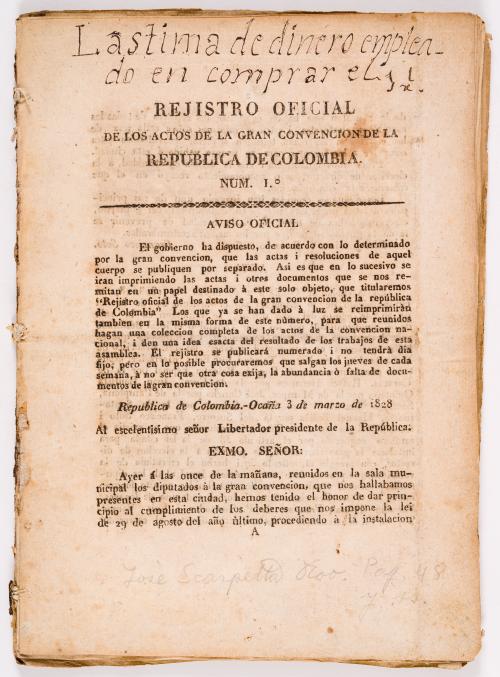 Lastima de dinero emplea-
do en comprar el
REJISTRO OFICIAL
DE LOS ACTOS DE LA GRAN CONVENCION DE LA
REPUBLICA DE COLOMBIA.
NUM. 1.º
AVISO OFICIAL
El gobierno ha dispuesto, de acuerdo con lo determinado
por la gran convencion, que las actas i resoluciones de aquel
cuerpo se publiquen por separado. Asi es que en lo sucesivo se
iran imprimiendo las actas i otros documentos que se nos re-
mitan en un papel destinado à este solo objeto, que titularemos
"Rejistro oficial de los actos de la gran convencion de la república
de Colombia" Los que ya se han dado à luz se reimprimiràn
tambien en la misma forma de este nùmero, para que reunidos
hagan una coleccion completa de los actos de la convencion na-
cional, i den una idea esacta del resultado de los trabajos de esta
asamblea. El rejistro se publicará numerado i no tendrà dia
fijo, pero en lo posible procuraremos que salgan los jueves de cada
semana, à no ser que otra cosa exija, la abundancia ò falta de docu-
mentos de la gran convencion.
Republica de Colombia.-Ocaña 3 de marzo de 1828
Al escelentisimo señor Libertador presidente de la República:
EXMO. SEÑOR:
Ayer á las once de la mañana, reunidos en la sala mu-
nicipal los diputados à la gran convencion, que nos hallabamos
presentes en esta ciudad, hemos tenido el honor de dar prin-
cipio al cumplimiento de los deberes que nos impone la lei
de 29 de agosto del año ùltimo, procediendo à la instalacion
A
José Scarpetta Roo. Pag. 48